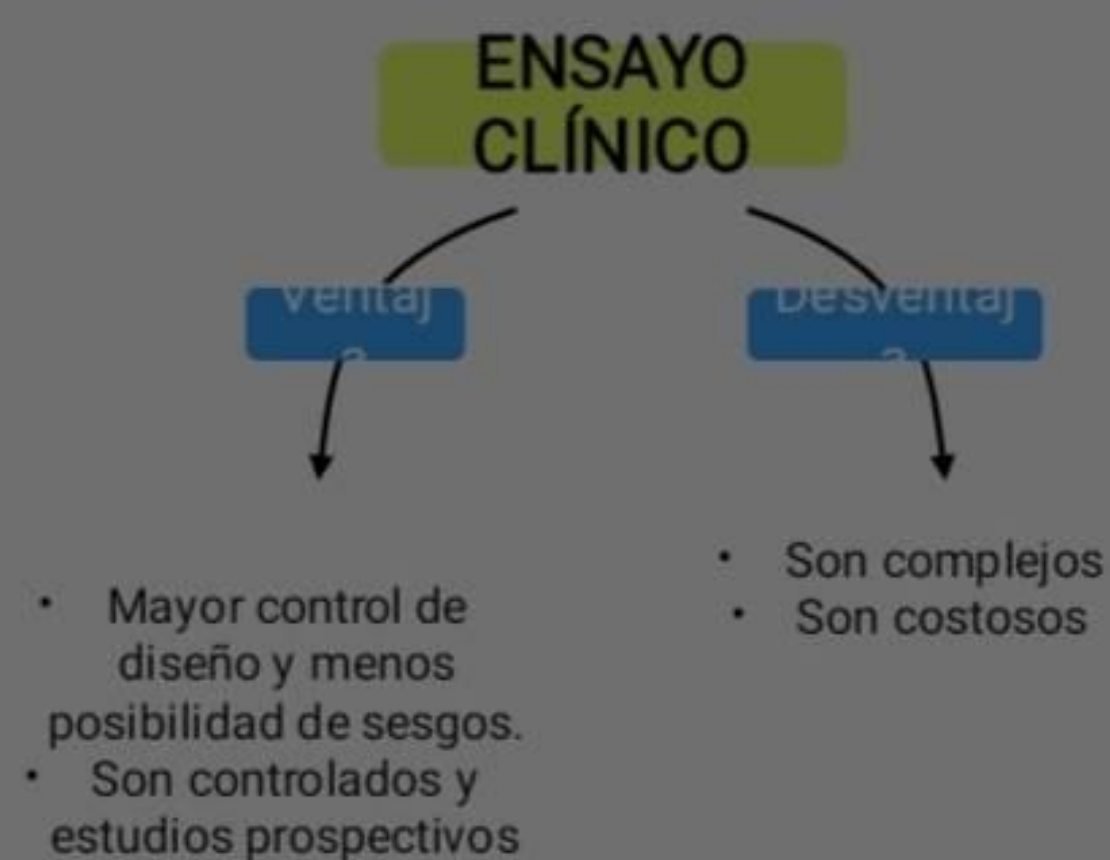 ENSAYO
CLÍNICO
Ventaj
a
Desventaj
a
• Mayor control de
diseño y menos
posibilidad de sesgos.
• Son controlados y
estudios prospectivos
• Son complejos
• Son costosos